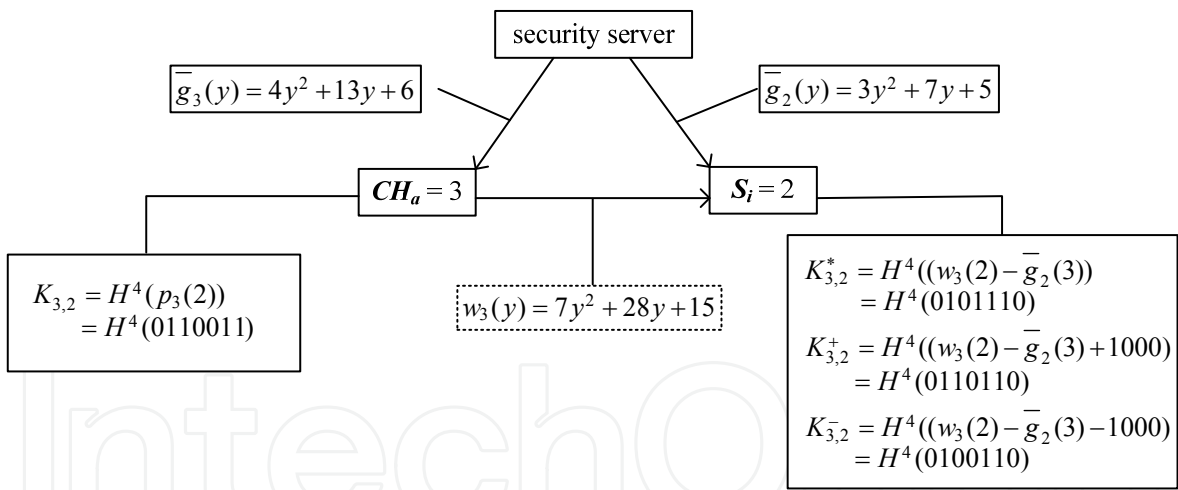 security server
g̅₃(y) = 4y² +13y + 6
g̅₂(y) = 3y² + 7y + 5
CHₐ = 3
Sᵢ = 2
K₃,₂ = H⁴(p₃(2))
= H⁴(0110011)
w₃(y) = 7y² + 28y +15
K*₃,₂ = H⁴((w₃(2) − g̅₂(3))
= H⁴(0101110)
K⁺₃,₂ = H⁴((w₃(2) − g̅₂(3) +1000)
= H⁴(0110110)
K⁻₃,₂ = H⁴((w₃(2) − g̅₂(3) −1000)
= H⁴(0100110)